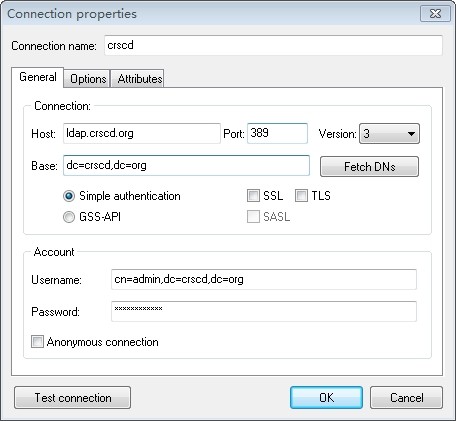 Connection properties
Connection name: crscd
General Options Attributes
Connection:
Host: ldap.crscd.org Port: 389 Version: 3
Base: dc=crscd,dc=org Fetch DNs
Simple authentication SSL TLS
GSS-API SASL
Account
Username: cn=admin,dc=crscd,dc=org
Password: xxxxxxxxxxxx
Anonymous connection
Test connection OK Cancel